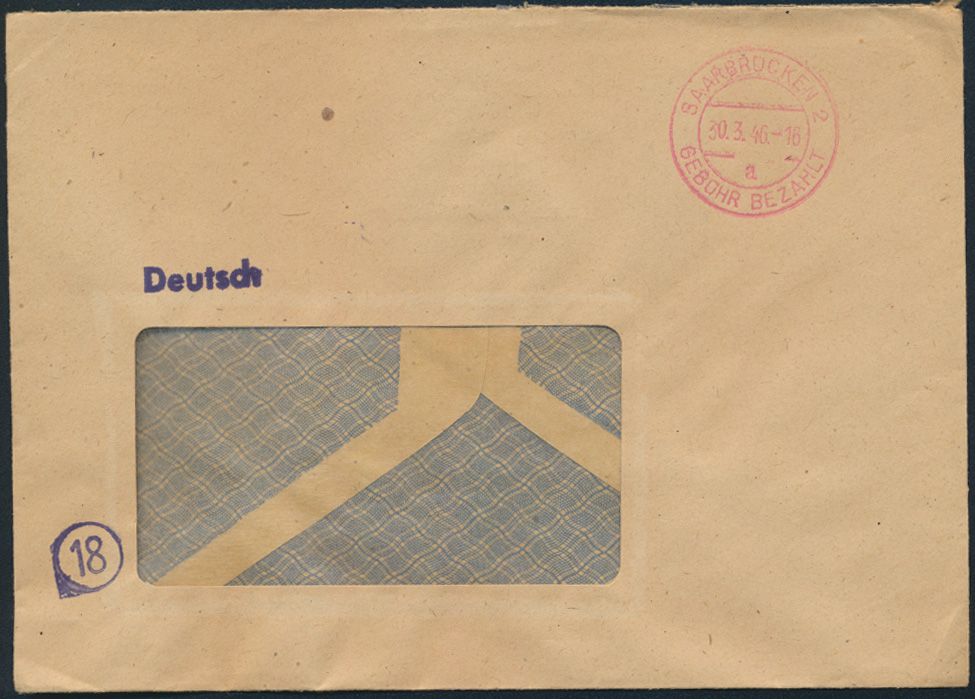 SAARBRÜCKEN 2
30.3.46.-18
a
GEBÜHR BEZAHLT
Deutsch
18